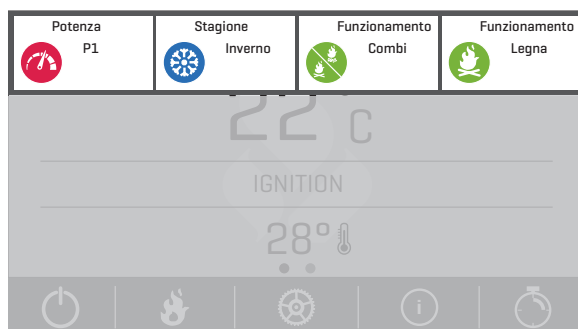 Potenza
P1
Stagione
Inverno
Funzionamento
Combi
Funzionamento
Legna
22°C
IGNITION
28°
i